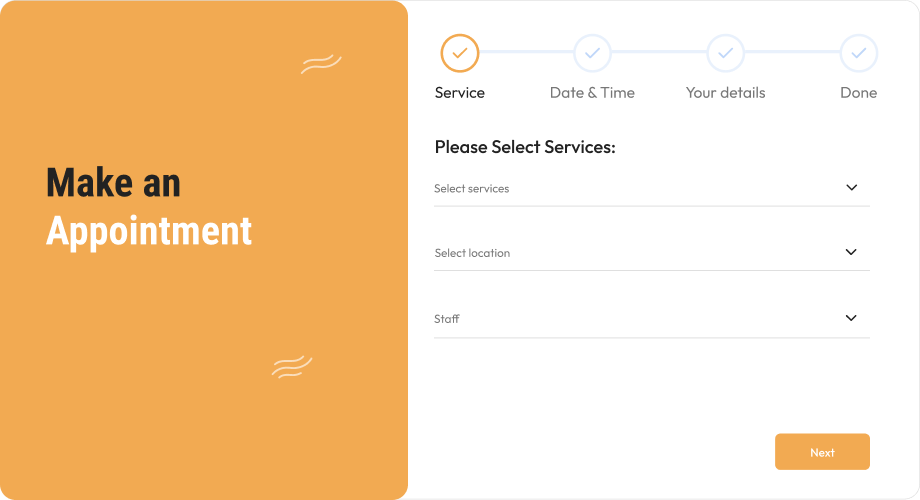 Make an
Appointment
Service
Date & Time
Your details
Done
Please Select Services:
Select services
Select location
Staff
Next